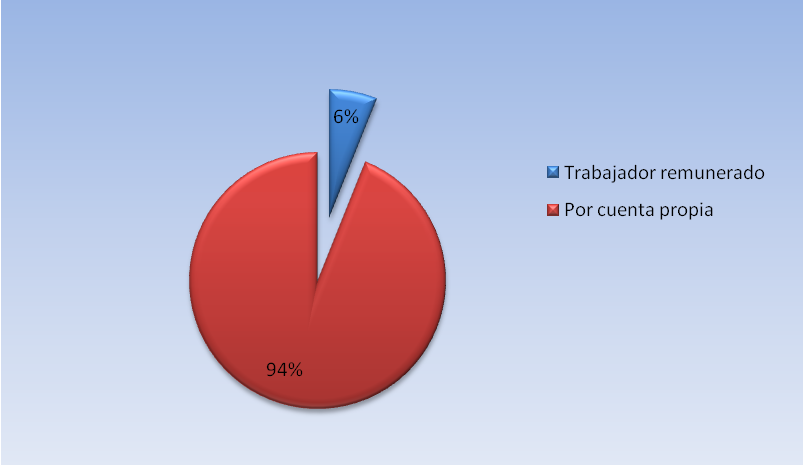 6%
Trabajador remunerado
Por cuenta propia
94%